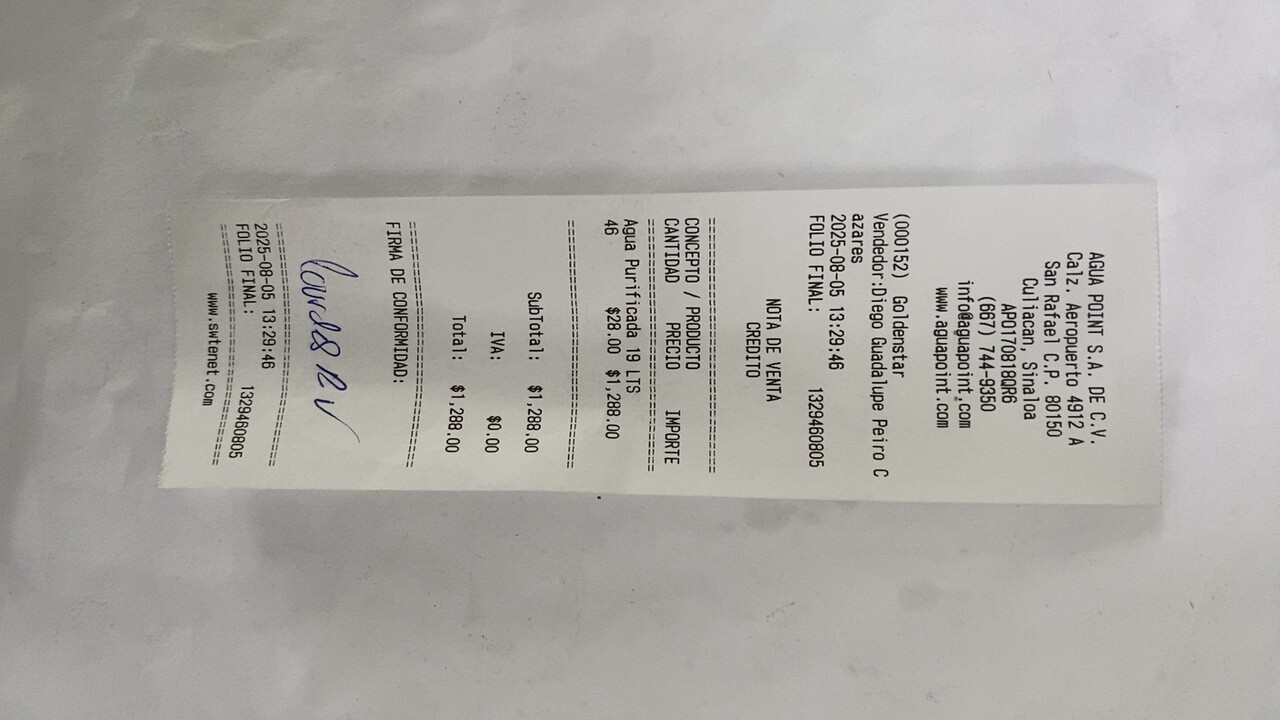 AGUA POINT S.A. DE C.V.
Calz. Aeropuerto 4912 A
San Rafael C.P. 80150
Culiacan, Sinaloa
APO170818QR6
(667) 744-9350
info@aguapoint.com
www.aguapoint.com
(000152) Goldenstar
Vendedor:Diego Guadalupe Peiro C
azares
2025-08-05 13:29:46
FOLIO FINAL: 1329460805
NOTA DE VENTA
CREDITO
================================
CONCEPTO / PRODUCTO
CANTIDAD PRECIO IMPORTE
================================
Agua Purificada 19 LTS
46 $28.00 $1,288.00
================================
SubTotal: $1,288.00
IVA: $0.00
Total: $1,288.00
================================
FIRMA DE CONFORMIDAD:
================================
2025-08-05 13:29:46
FOLIO FINAL: 1329460805
================================
www.swtenet.com